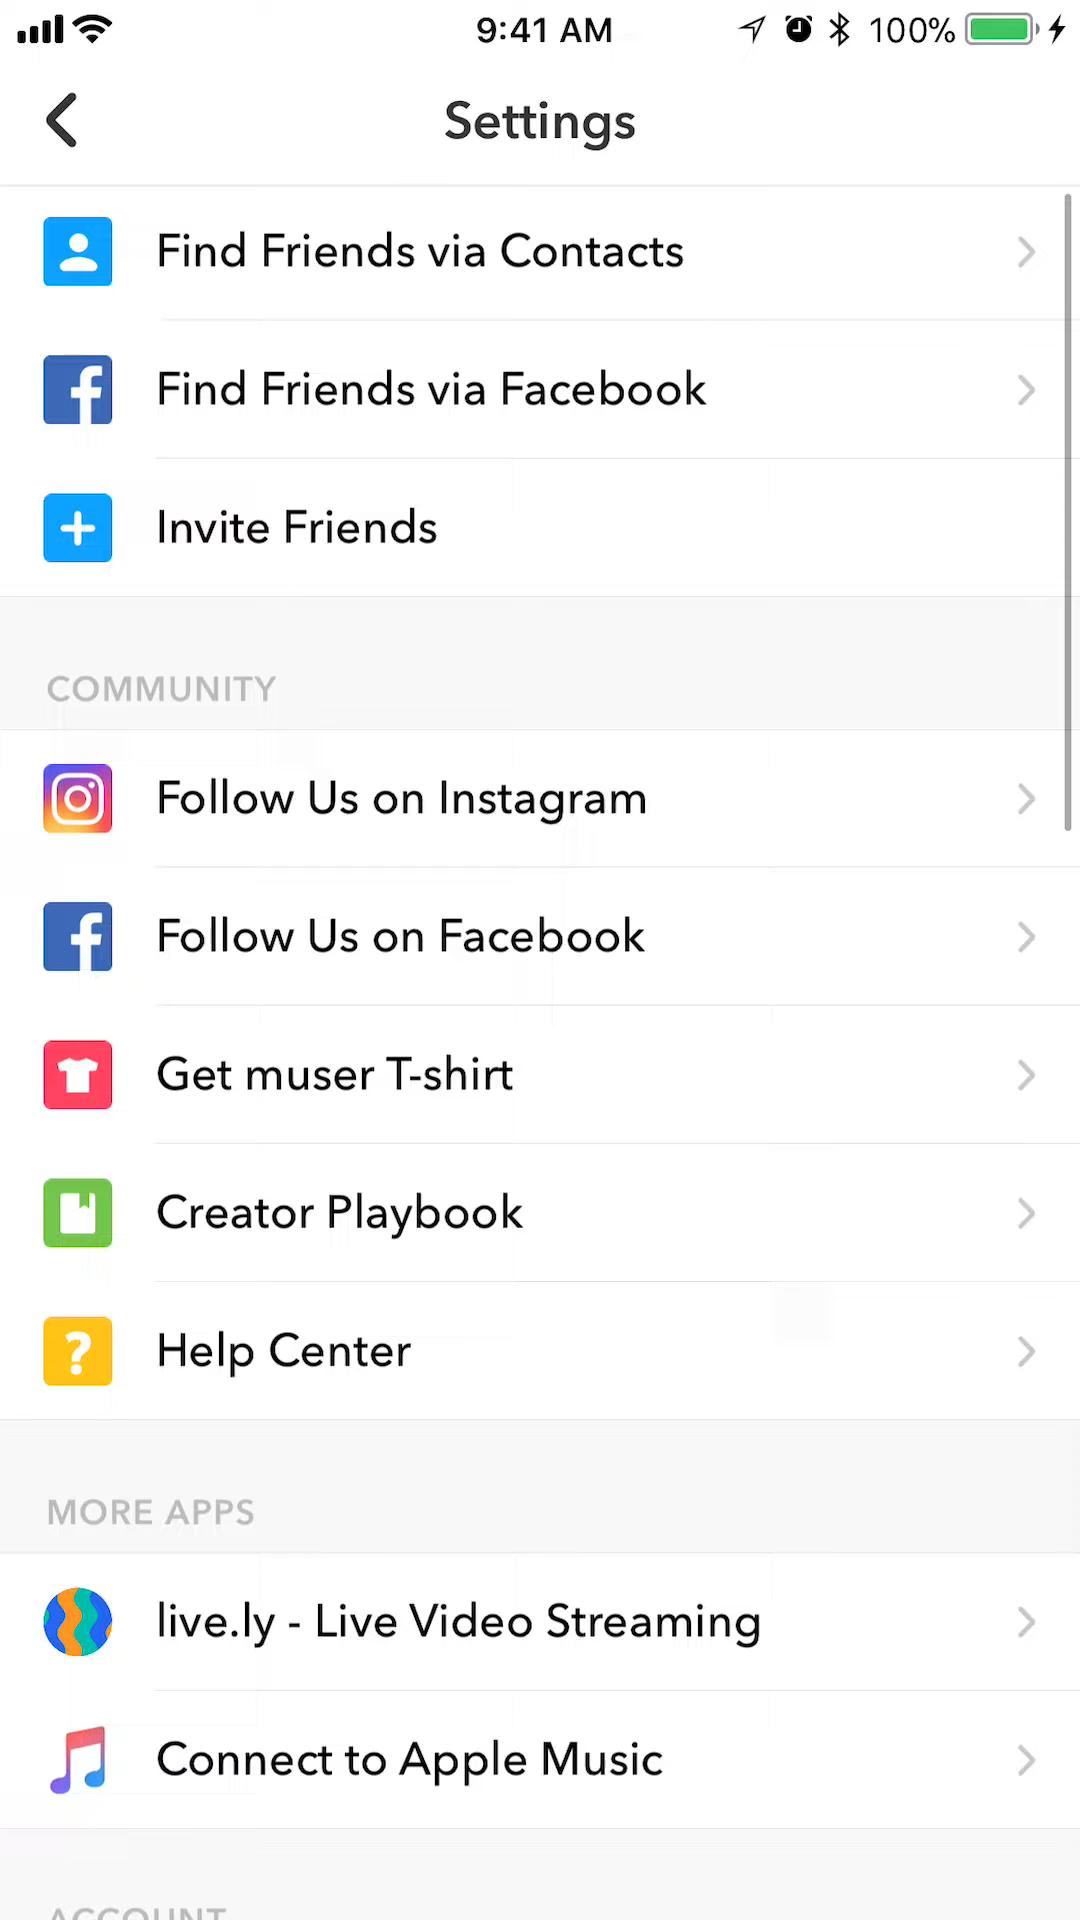 9:41 AM 100%
Settings
Find Friends via Contacts
Find Friends via Facebook
Invite Friends
COMMUNITY
Follow Us on Instagram
Follow Us on Facebook
Get muser T-shirt
Creator Playbook
Help Center
MORE APPS
live.ly - Live Video Streaming
Connect to Apple Music
ACCOUNT